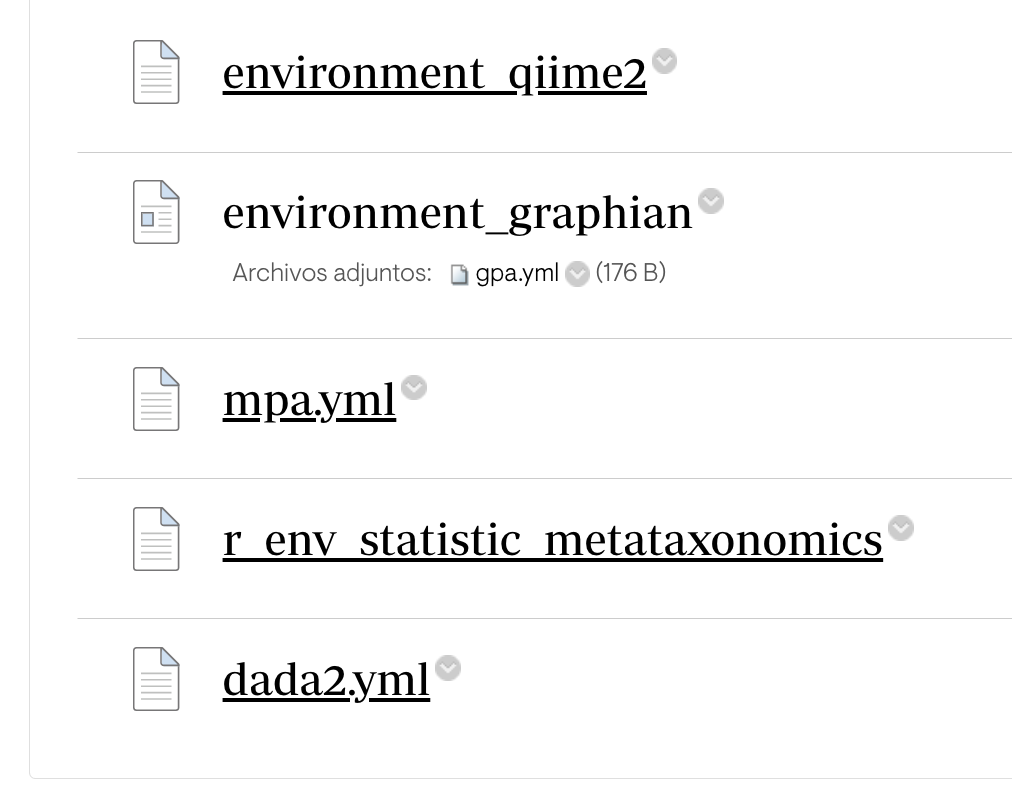 environment_qiime2
environment_graphian
Archivos adjuntos: gpa.yml (176 B)
mpa.yml
r_env_statistic_metataxonomics
dada2.yml